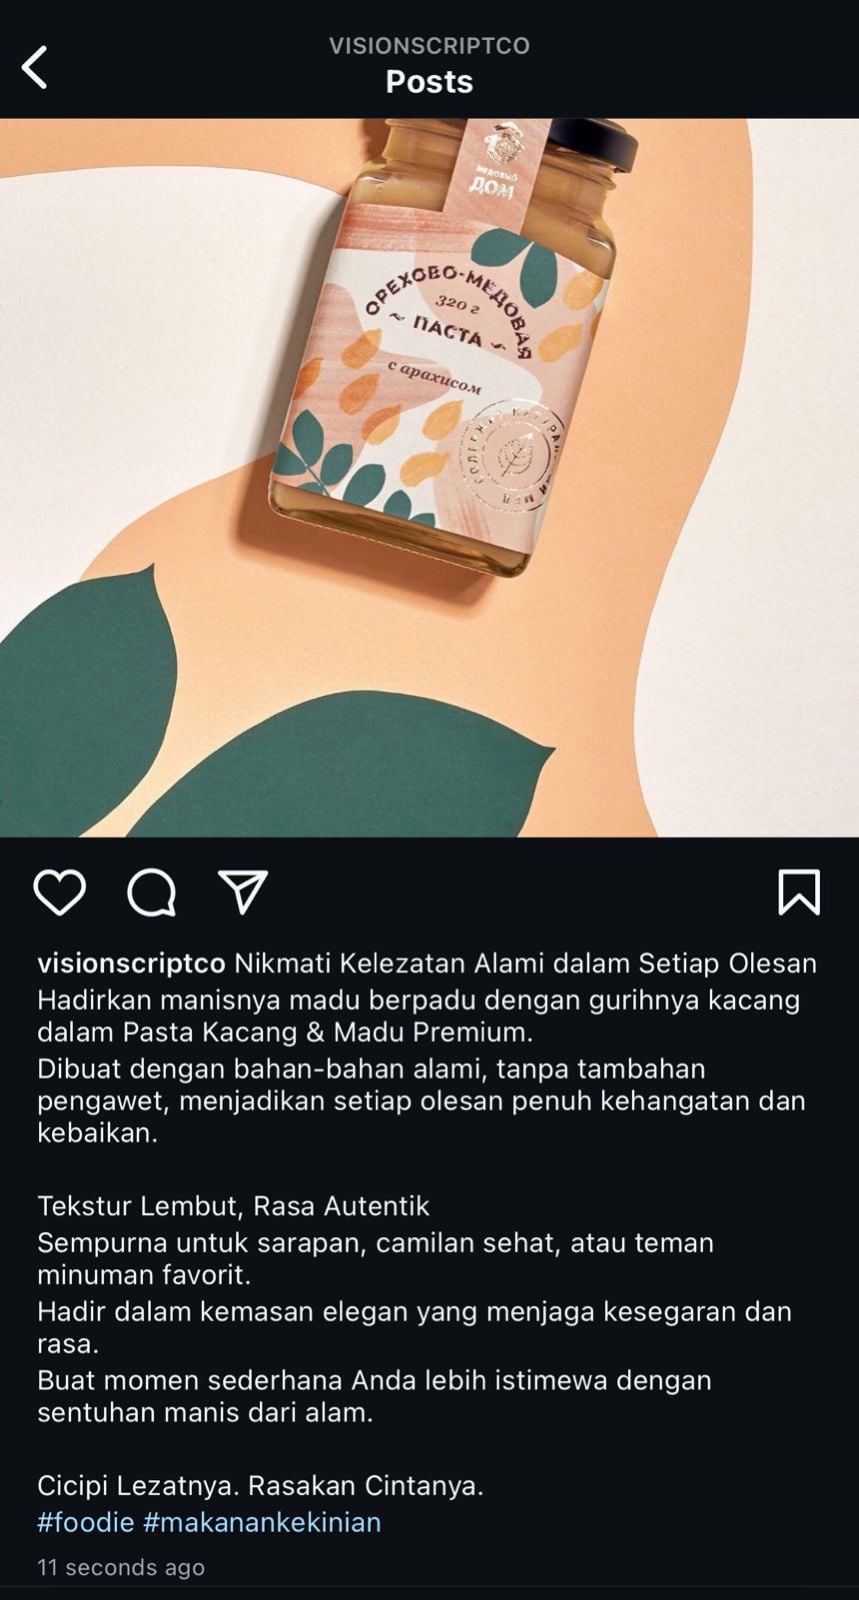 VISIONSCRIPTCO
Posts
МЕДОВЫЙ
ДОМ
ОРЕХОВО-МЕДОВАЯ
320 г
~ ПАСТА ~
с арахисом
visionscriptco Nikmati Kelezatan Alami dalam Setiap Olesan
Hadirkan manisnya madu berpadu dengan gurihnya kacang
dalam Pasta Kacang & Madu Premium.
Dibuat dengan bahan-bahan alami, tanpa tambahan
pengawet, menjadikan setiap olesan penuh kehangatan dan
kebaikan.
Tekstur Lembut, Rasa Autentik
Sempurna untuk sarapan, camilan sehat, atau teman
minuman favorit.
Hadir dalam kemasan elegan yang menjaga kesegaran dan
rasa.
Buat momen sederhana Anda lebih istimewa dengan
sentuhan manis dari alam.
Cicipi Lezatnya. Rasakan Cintanya.
#foodie #makanankekinian
11 seconds ago